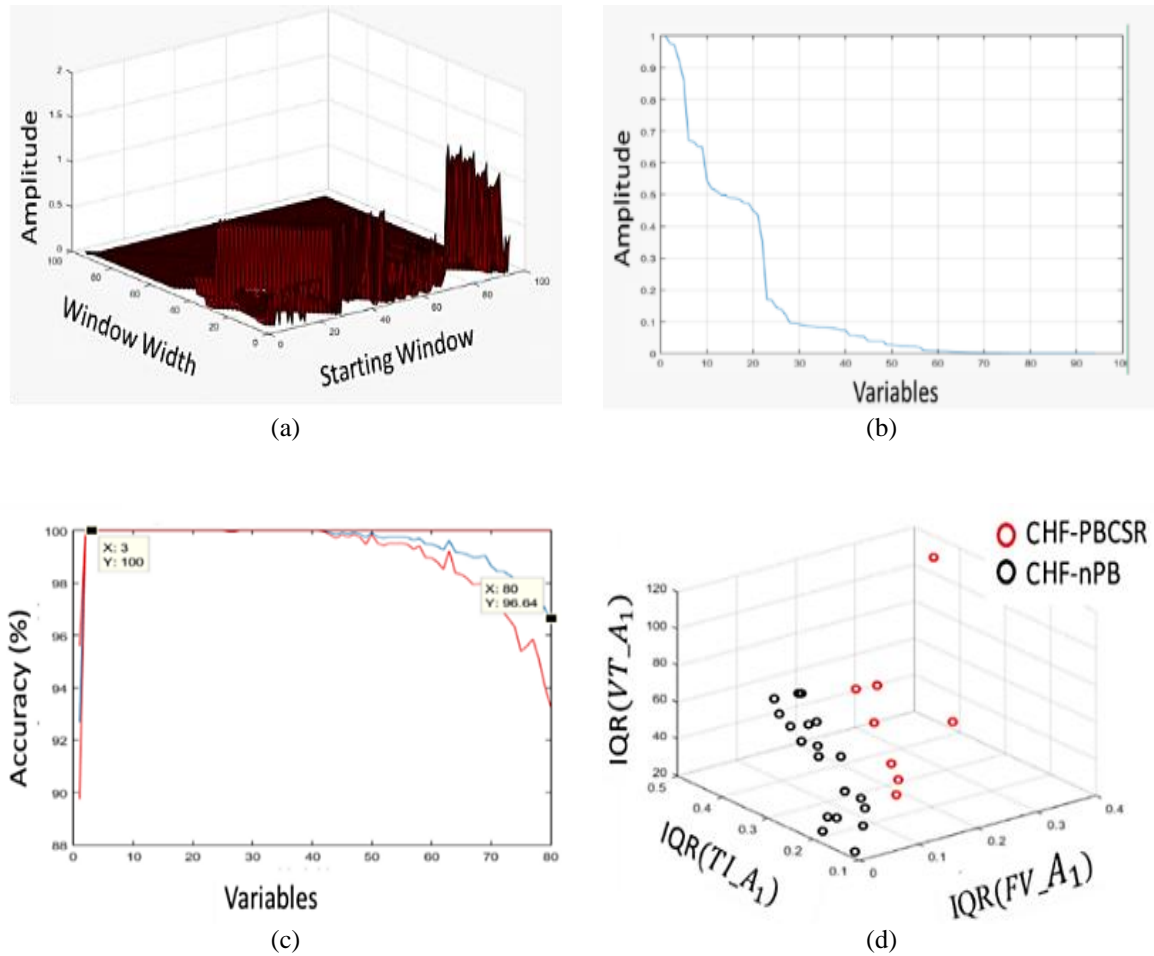 Amplitude
2
1.5
1
0.5
0
100
80
60
40
20
0
Window Width
0
20
40
60
80
100
Starting Window
(a)
Amplitude
1
0.9
0.8
0.7
0.6
0.5
0.4
0.3
0.2
0.1
0
0 10 20 30 40 50 60 70 80 90 100
Variables
(b)
Accuracy (%)
100
98
96
94
92
90
88
X: 3
Y: 100
X: 80
Y: 96.64
0 10 20 30 40 50 60 70 80
Variables
(c)
CHF-PBCSR
CHF-nPB
IQR(VT_A₁)
120
100
80
60
40
20
0.5
0.4
0.3
0.2
0.1
IQR(TI_A₁)
0
0.1
0.2
0.3
0.4
IQR(FV_A₁)
(d)